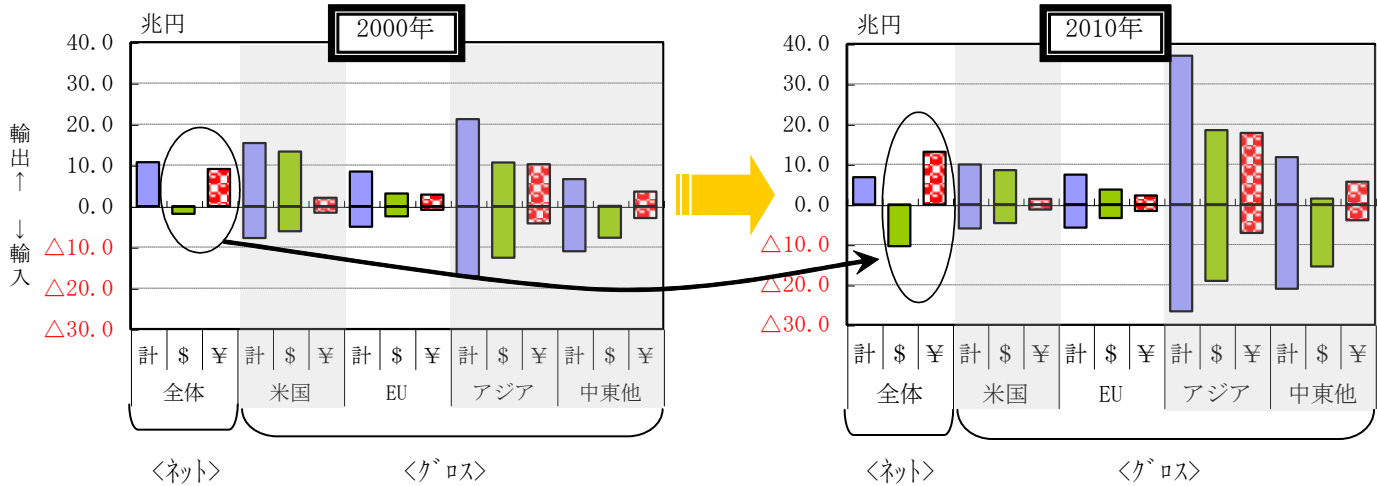 兆円
2000年
40.0
30.0
20.0
10.0
0.0
△10.0
△20.0
△30.0
輸出↑
↓輸入
計 $ ¥ 計 $ ¥ 計 $ ¥ 計 $ ¥ 計 $ ¥
全体 米国 EU アジア 中東他
<ネット> <グロス>
兆円
2010年
40.0
30.0
20.0
10.0
0.0
△10.0
△20.0
△30.0
計 $ ¥ 計 $ ¥ 計 $ ¥ 計 $ ¥ 計 $ ¥
全体 米国 EU アジア 中東他
<ネット> <グロス>